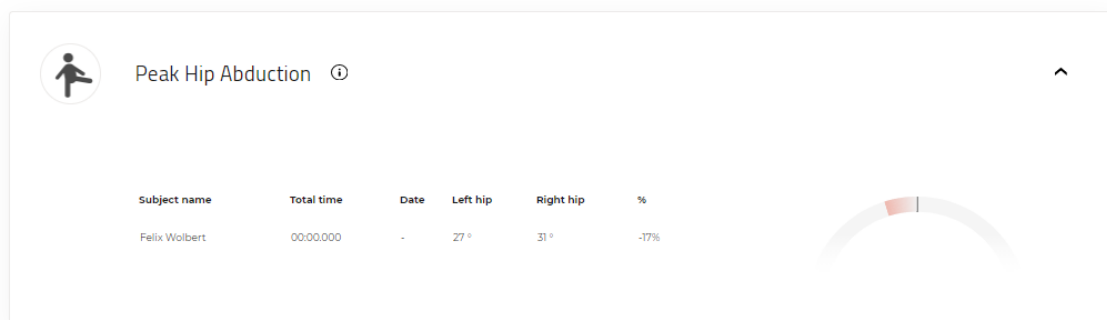 Peak Hip Abduction
Subject name Total time Date Left hip Right hip %
Felix Wolbert 00:00.000 - 27 ° 31 ° -17%